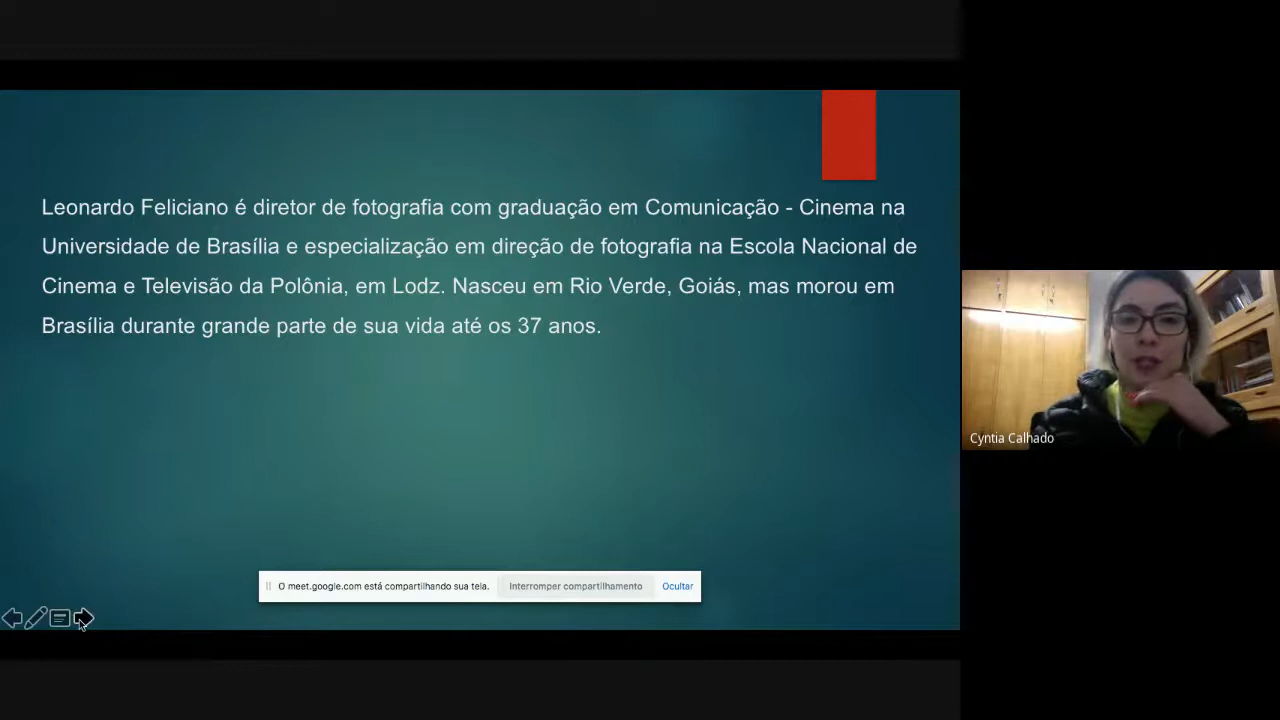 Leonardo Feliciano é diretor de fotografia com graduação em Comunicação - Cinema na
Universidade de Brasília e especialização em direção de fotografia na Escola Nacional de
Cinema e Televisão da Polônia, em Lodz. Nasceu em Rio Verde, Goiás, mas morou em
Brasília durante grande parte de sua vida até os 37 anos.
Cyntia Calhado
O meet.google.com está compartilhando sua tela. Interromper compartilhamento Ocultar